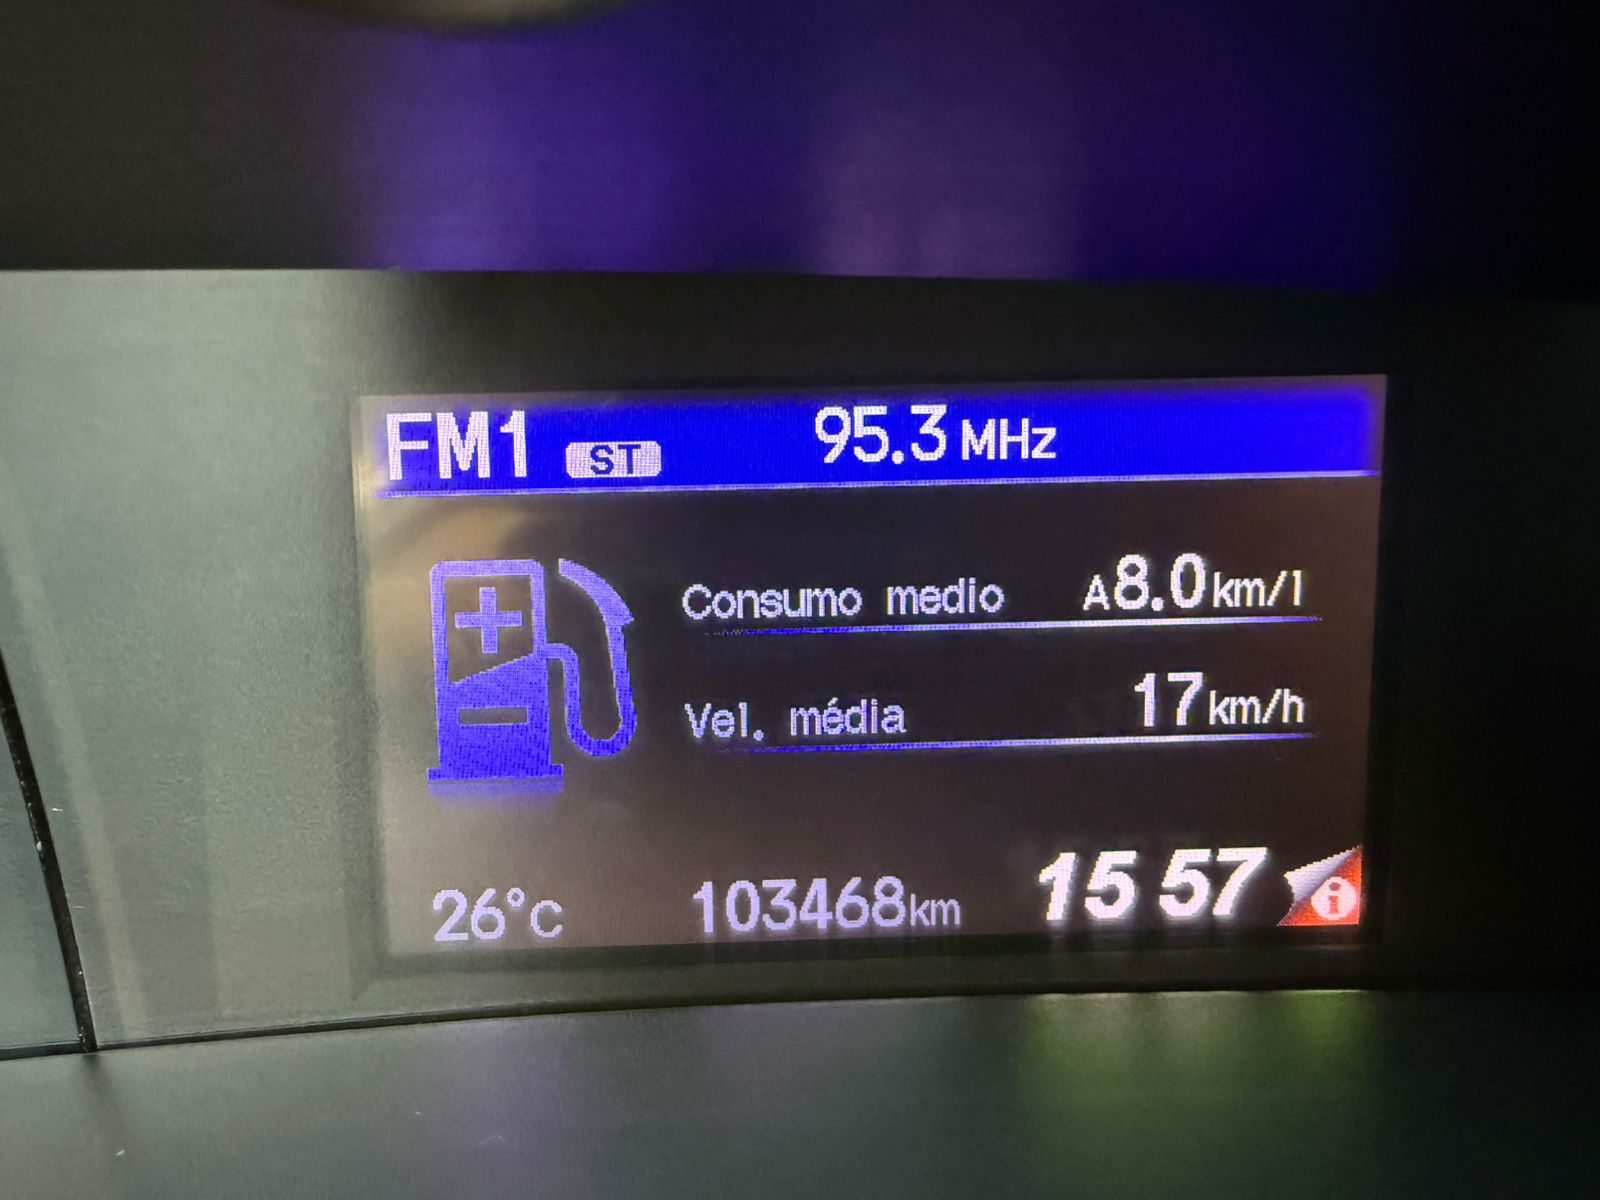 FM1 ST 95.3 MHz
Consumo medio A8.0 km/l
Vel. média 17 km/h
26°C 103468km 15 57 i